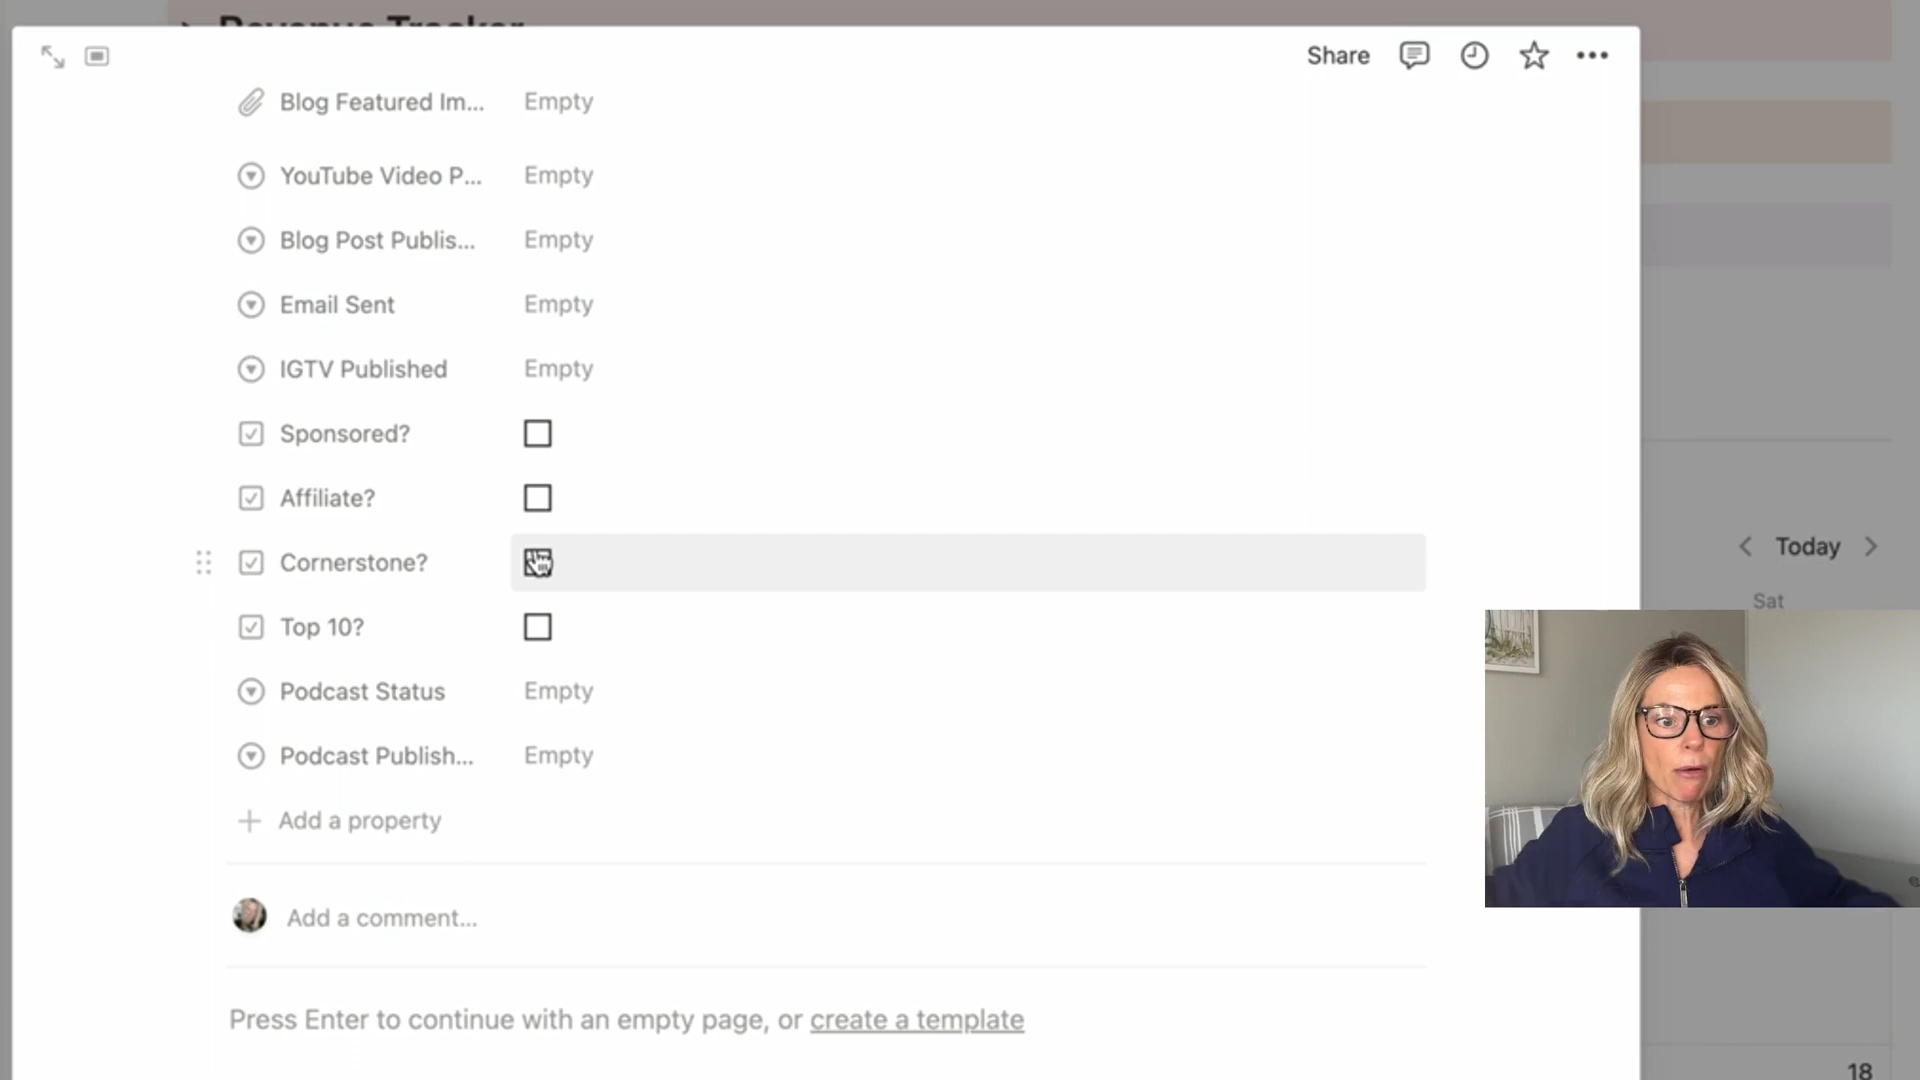 Revenue Tracker
Share
Blog Featured Im... Empty
YouTube Video P... Empty
Blog Post Publis... Empty
Email Sent Empty
IGTV Published Empty
Sponsored?
Affiliate?
Cornerstone?
Today
Sat
Top 10?
Podcast Status Empty
Podcast Publish... Empty
Add a property
Add a comment...
Press Enter to continue with an empty page, or create a template
18